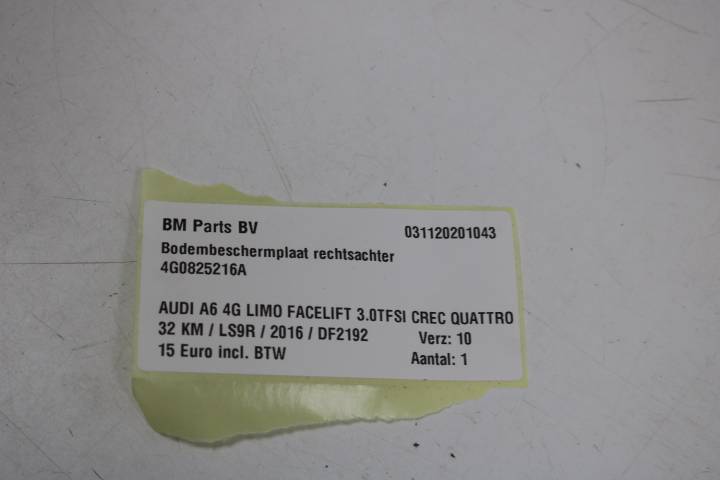 BM Parts BV 031120201043
Bodembeschermplaat rechtsachter
4G0825216A
AUDI A6 4G LIMO FACELIFT 3.0TFSI CREC QUATTRO
32 KM / LS9R / 2016 / DF2192 Verz: 10
15 Euro incl. BTW Aantal: 1